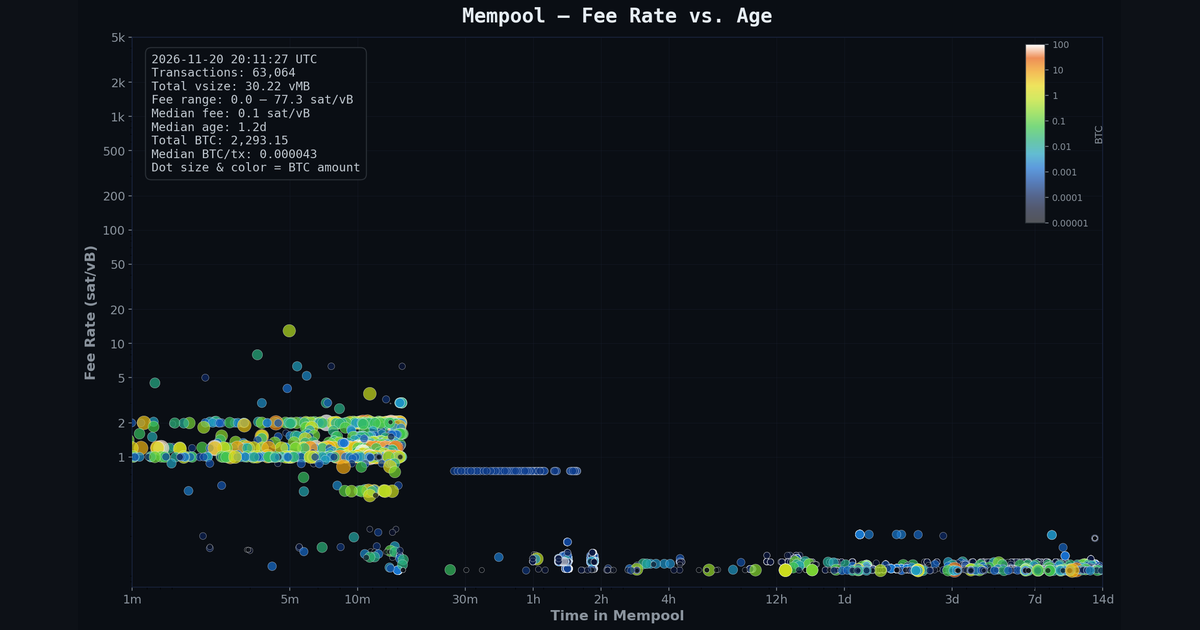 Mempool — Fee Rate vs. Age
2026-11-20 20:11:27 UTC
Transactions: 63,064
Total vsize: 30.22 vMB
Fee range: 0.0 — 77.3 sat/vB
Median fee: 0.1 sat/vB
Median age: 1.2d
Total BTC: 2,293.15
Median BTC/tx: 0.000043
Dot size & color = BTC amount
100
10
1
0.1
0.01
0.001
0.0001
0.00001
BTC
Fee Rate (sat/vB)
5k
2k
1k
500
200
100
50
20
10
5
2
1
1m
5m
10m
30m
1h
2h
4h
12h
1d
3d
7d
14d
Time in Mempool